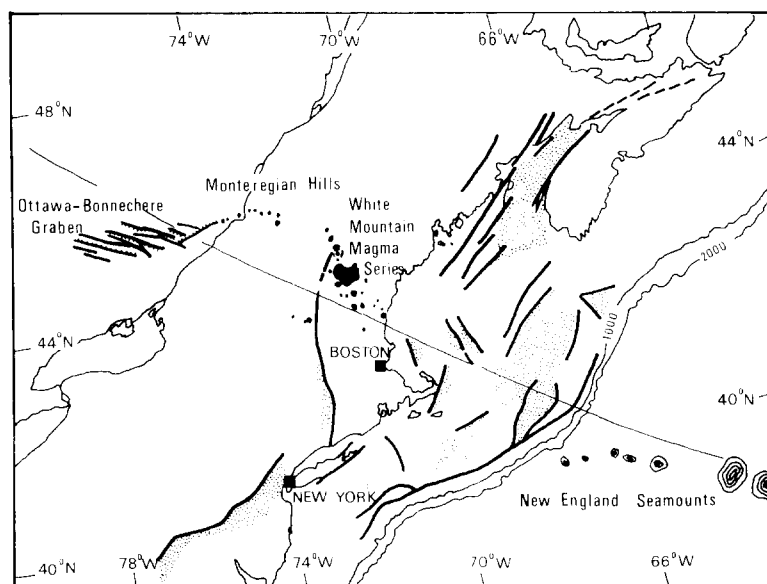 74°W
70°W
66°W
48°N
44°N
Monteregian Hills
Ottawa-Bonnechere
Graben
White
Mountain
Magma
Series
2000
1000
44°N
BOSTON
40°N
NEW YORK
New England Seamounts
40°N
78°W
74°W
70°W
66°W